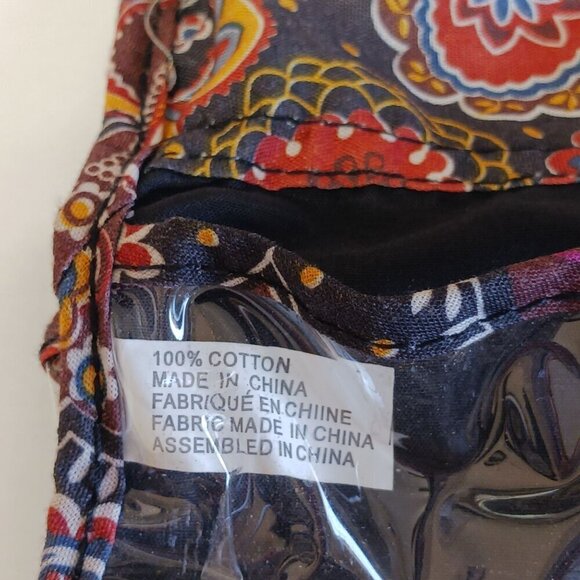 100% COTTON
MADE IN CHINA
FABRIQUÉ EN CHIINE
FABRIC MADE IN CHINA
ASSEMBLED IN CHINA